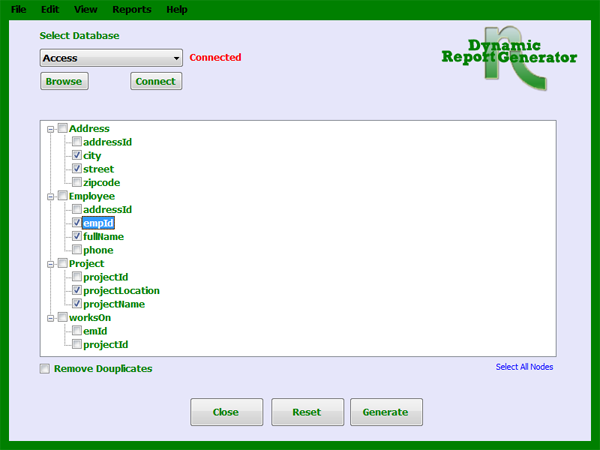 File Edit View Reports Help
Select Database
Access Connected
Browse Connect
Dynamic
Report Generator
Address
addressId
city
street
zipcode
Employee
addressId
empId
fullName
phone
Project
projectId
projectLocation
projectName
worksOn
emId
projectId
Remove Douplicates Select All Nodes
Close Reset Generate